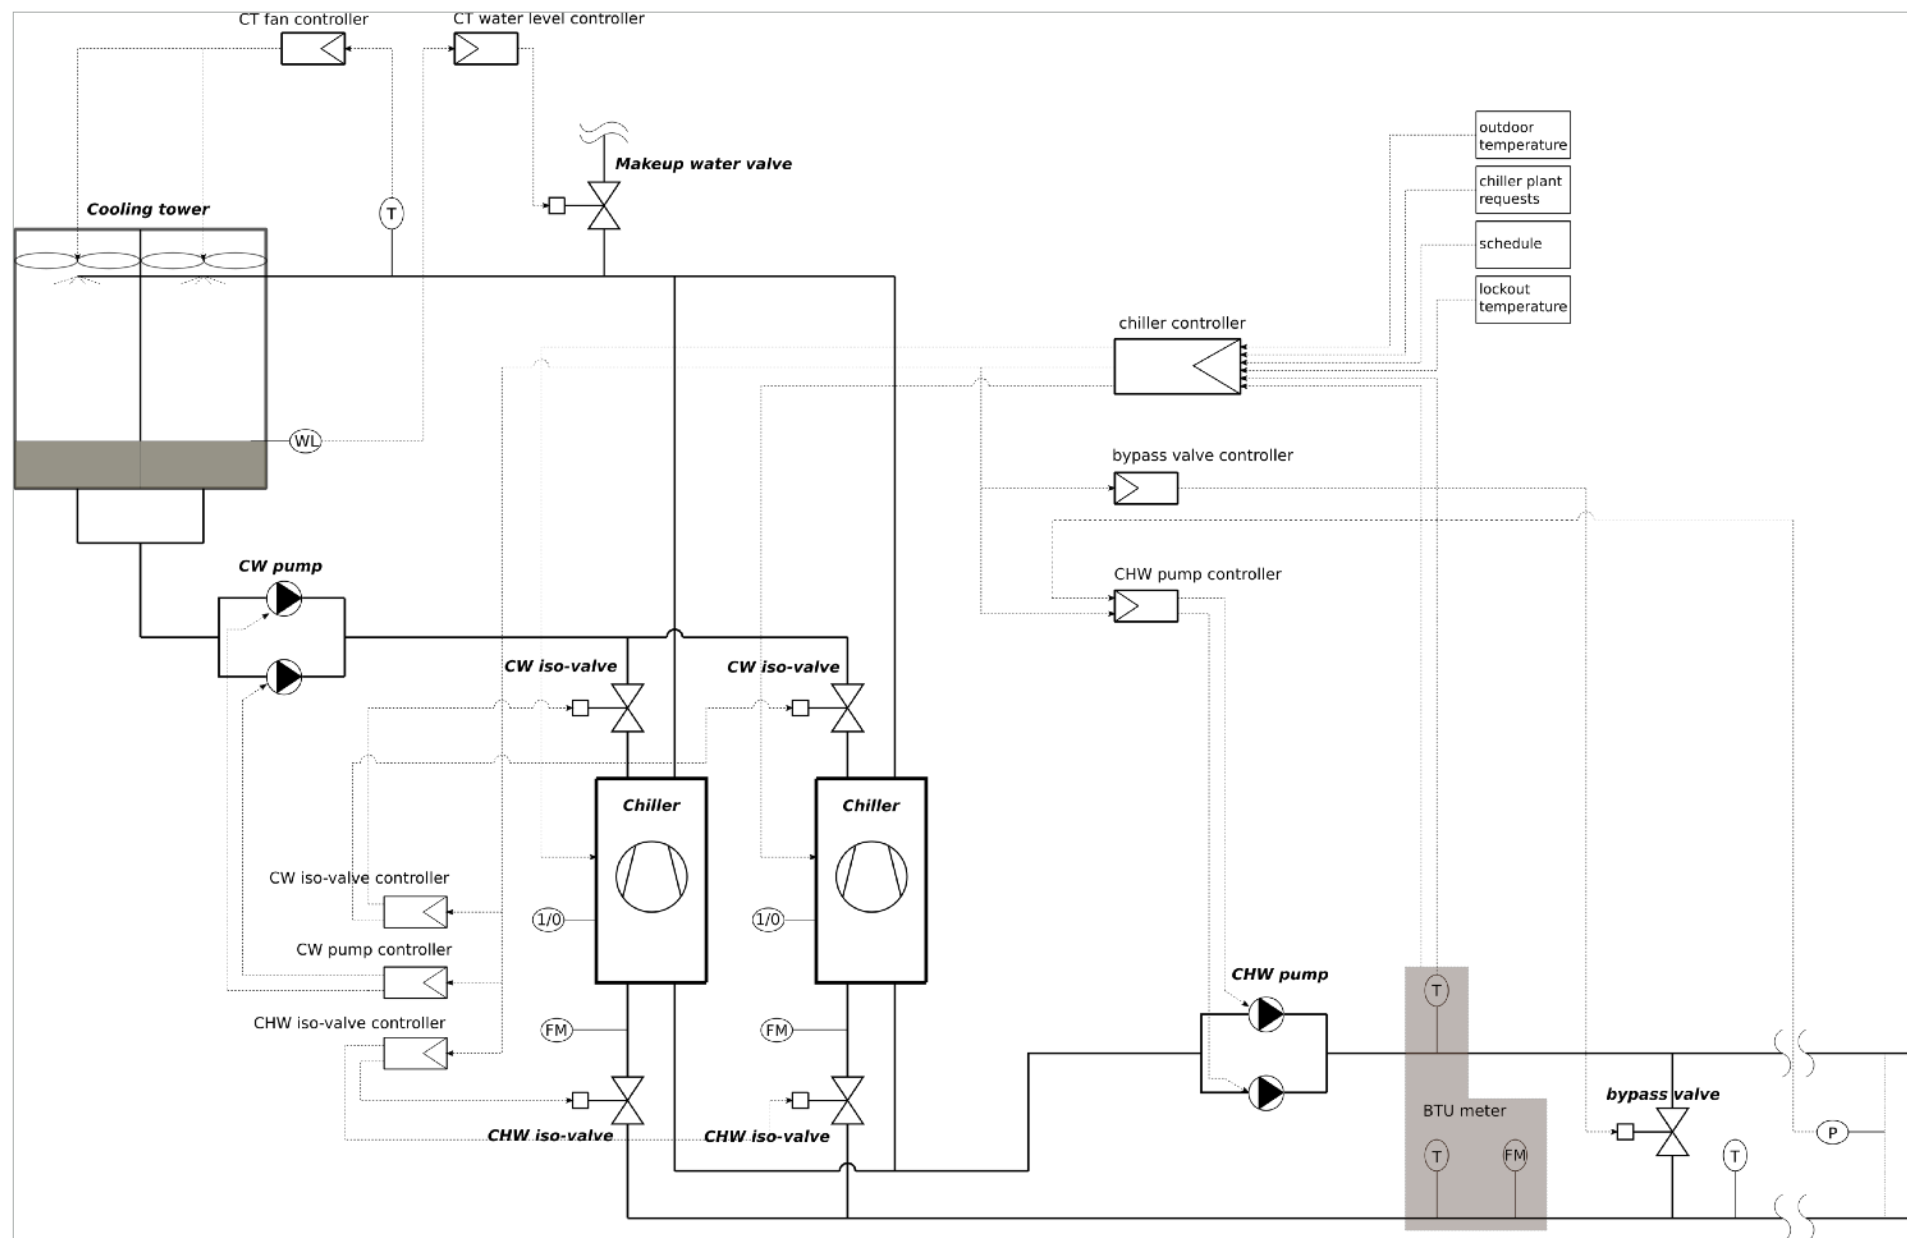 CT fan controller
CT water level controller
outdoor
temperature
Makeup water valve
chiller plant
requests
Cooling tower
T
schedule
lockout
temperature
chiller controller
WL
bypass valve controller
CW pump
CHW pump controller
CW iso-valve
CW iso-valve
Chiller
Chiller
CW iso-valve controller
1/0
1/0
CW pump controller
CHW pump
T
CHW iso-valve controller
FM
FM
bypass valve
BTU meter
CHW iso-valve
CHW iso-valve
P
T
FM
T